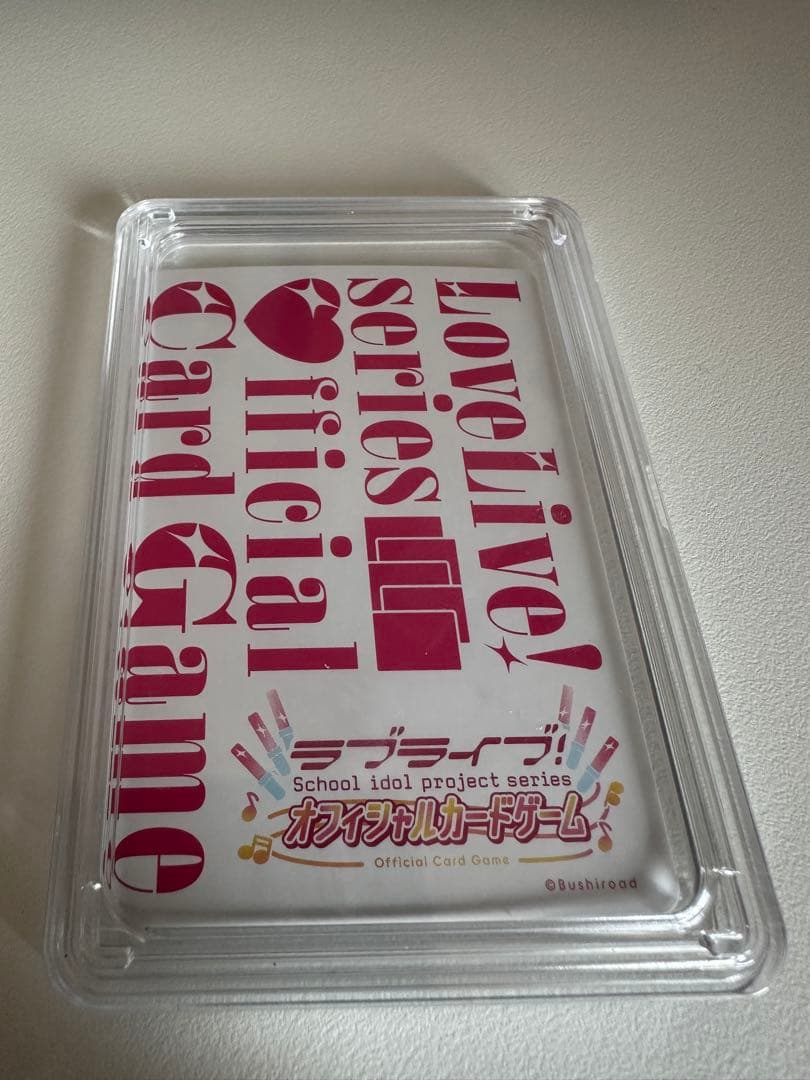 LoveLive!
series
Official
Card Game
ラブライブ!
School idol project series
オフィシャルカードゲーム
Official Card Game
©Bushiroad